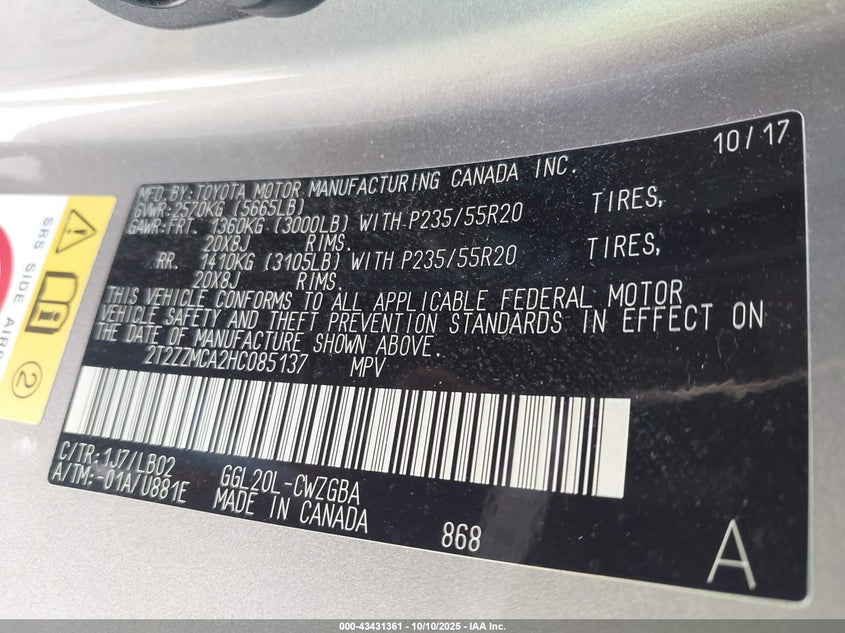 10/17
MFD.BY:TOYOTA MOTOR MANUFACTURING CANADA INC.
GVWR:2570KG (5665LB)
GAWR:FRT. 1360KG (3000LB) WITH P235/55R20 TIRES,
20X8J RIMS.
RR. 1410KG (3105LB) WITH P235/55R20 TIRES,
20X8J RIMS.
THIS VEHICLE CONFORMS TO ALL APPLICABLE FEDERAL MOTOR
VEHICLE SAFETY AND THEFT PREVENTION STANDARDS IN EFFECT ON
THE DATE OF MANUFACTURE SHOWN ABOVE.
2T2ZZMCA2HC085137 MPV
C/TR:1J7/LB02
A/TM:-01A/U881E
GGL20L-CWZGBA
MADE IN CANADA
868
A
SRS SIDE
2
000-43431361 - 10/10/2025 - IAA Inc.